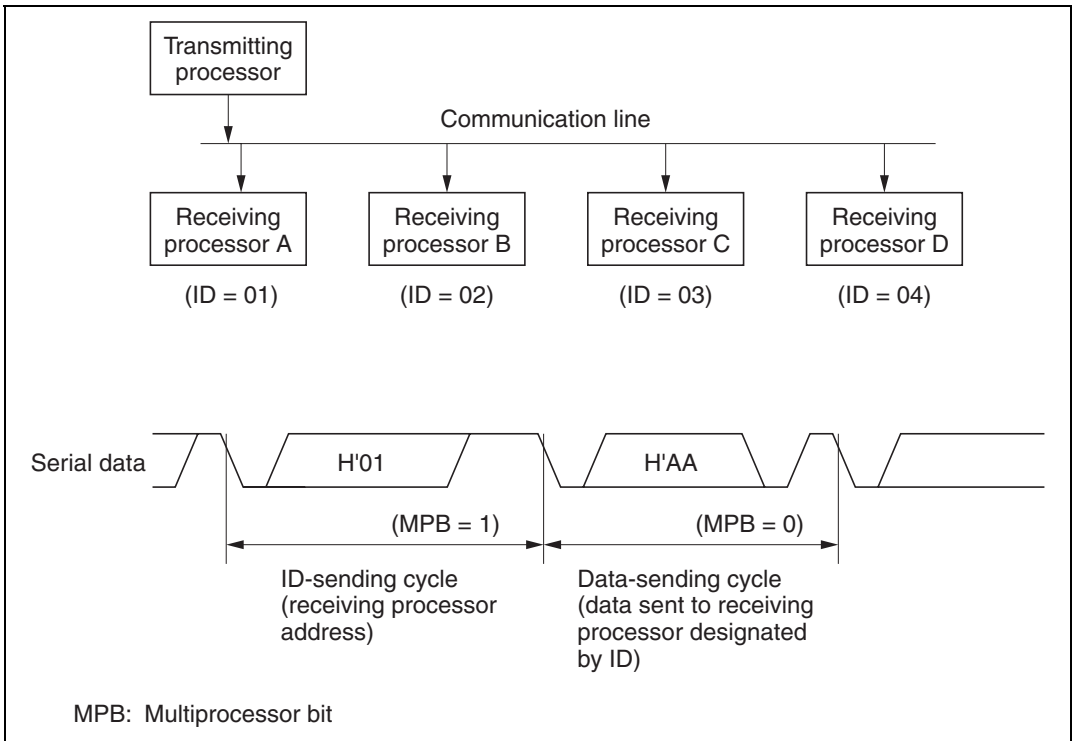 Transmitting
processor
Communication line
Receiving
processor A
Receiving
processor B
Receiving
processor C
Receiving
processor D
(ID = 01)
(ID = 02)
(ID = 03)
(ID = 04)
Serial data
H'01
H'AA
(MPB = 1)
(MPB = 0)
ID-sending cycle
(receiving processor
address)
Data-sending cycle
(data sent to receiving
processor designated
by ID)
MPB: Multiprocessor bit